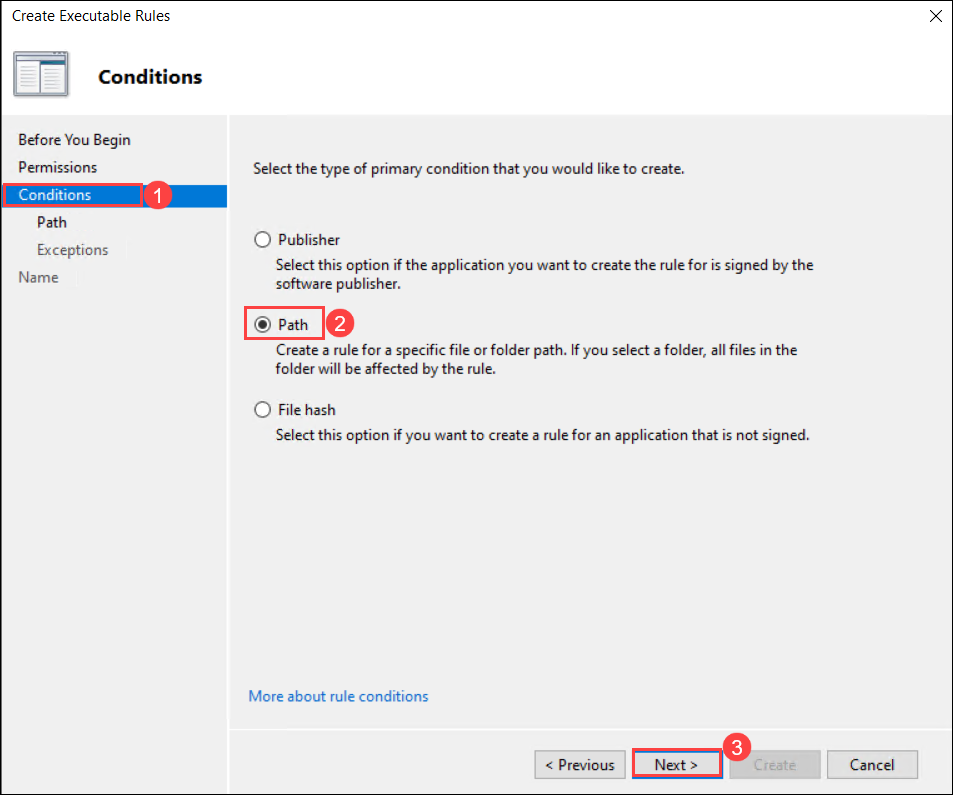 Create Executable Rules
Conditions
Before You Begin
Permissions
Conditions
1
Path
Exceptions
Name
Select the type of primary condition that you would like to create.
Publisher
Select this option if the application you want to create the rule for is signed by the
software publisher.
Path
2
Create a rule for a specific file or folder path. If you select a folder, all files in the
folder will be affected by the rule.
File hash
Select this option if you want to create a rule for an application that is not signed.
More about rule conditions
3
< Previous
Next >
Create
Cancel